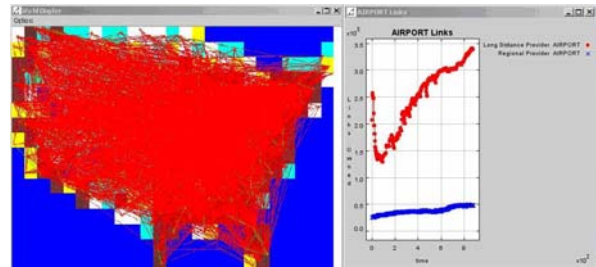 World Display
Options
AIRPORT Links
AIRPORT Links
x10³
3.5
3.0
2.5
2.0
1.5
1.0
0.5
0.0
Links Owned
0
2
4
6
8
x10²
time
Long Distance Provider AIRPORT
Regional Provider AIRPORT